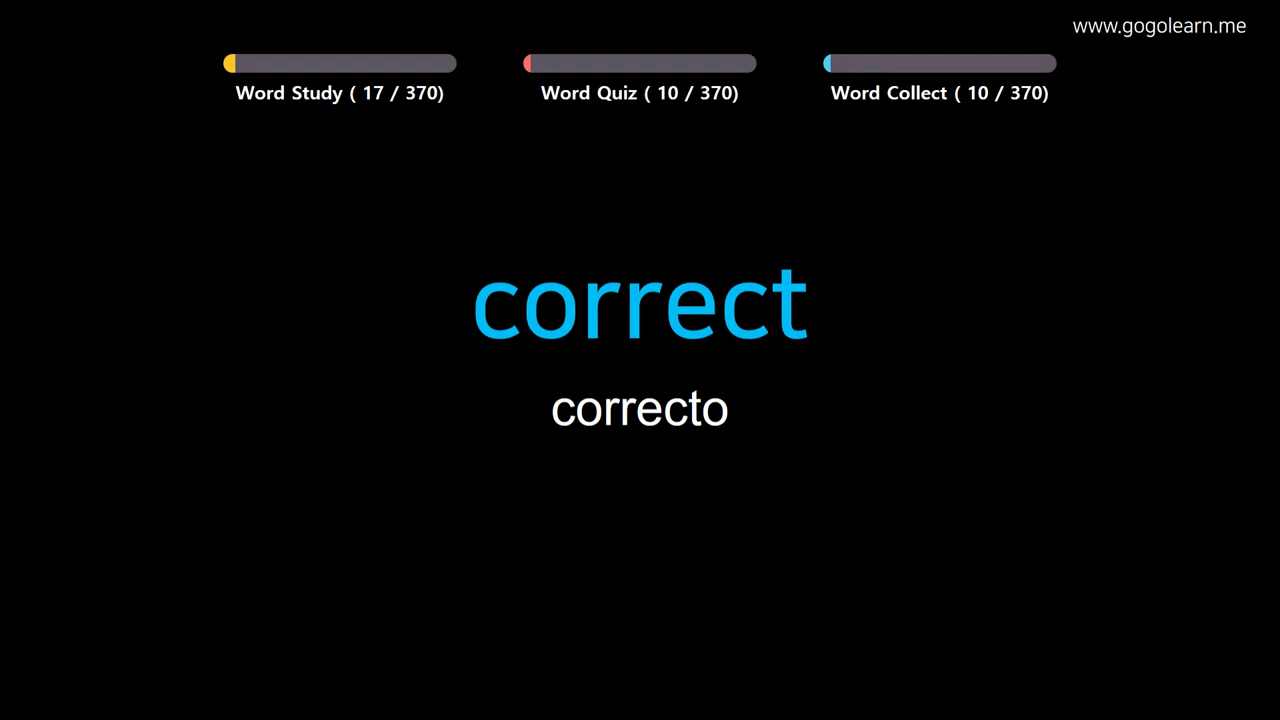 www.gogolearn.me
Word Study ( 17 / 370)
Word Quiz ( 10 / 370)
Word Collect ( 10 / 370)
correct
correcto